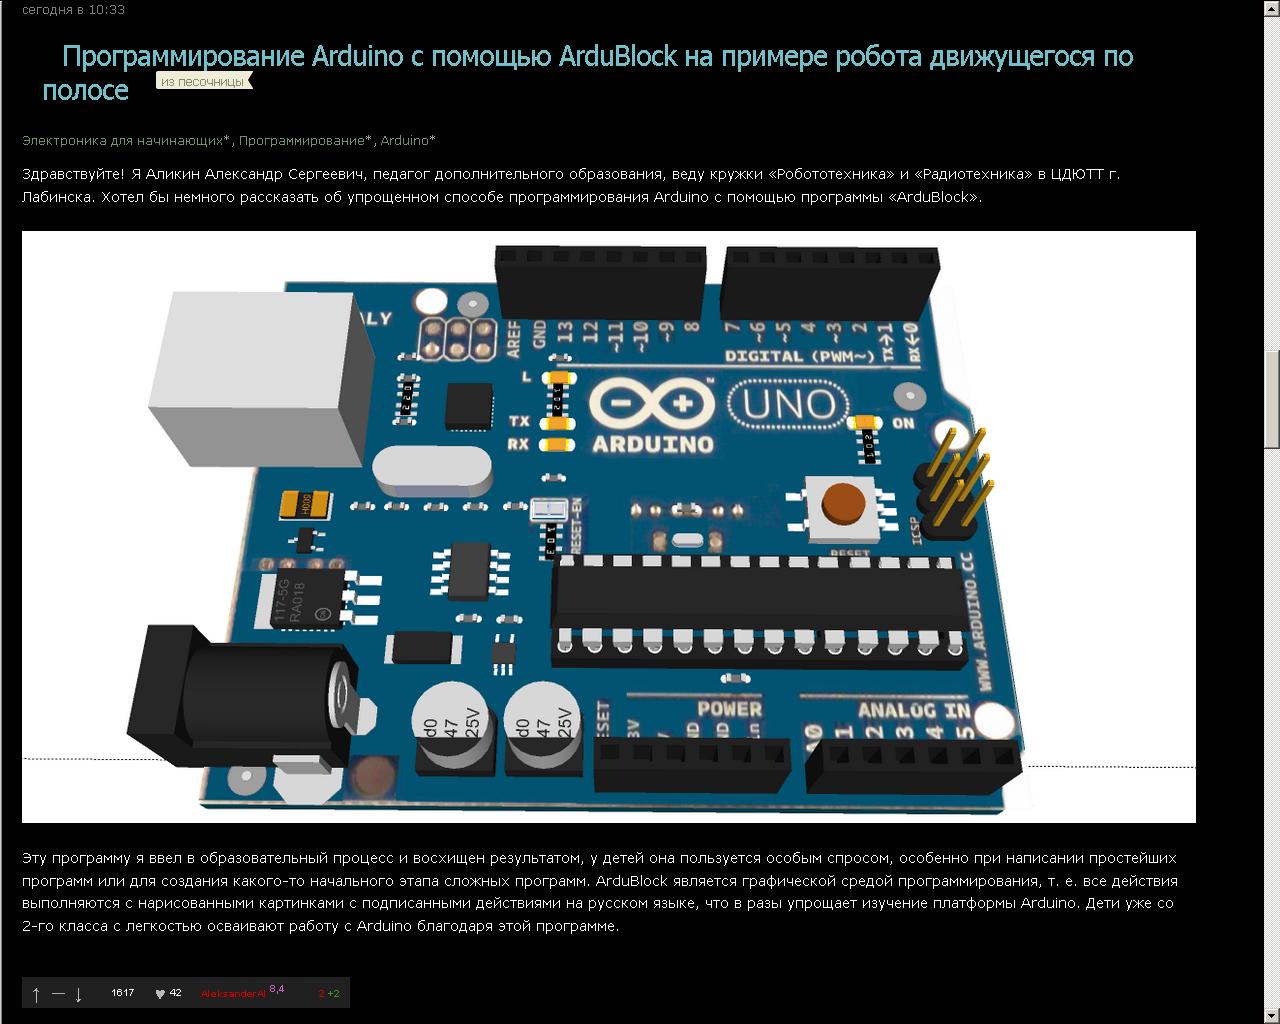 сегодня в 10:33
Программирование Arduino с помощью ArduBlock на примере робота движущегося по
полосе из песочницы
Электроника для начинающих*, Программирование*, Arduino*
Здравствуйте! Я Аликин Александр Сергеевич, педагог дополнительного образования, веду кружки «Робототехника» и «Радиотехника» в ЦДЮТТ г.
Лабинска. Хотел бы немного рассказать об упрощенном способе программирования Arduino с помощью программы «ArduBlock».
LY
AREF GND 13 12 ~11 ~10 ~9 8 7 ~6 ~5 4 ~3 2 TX→1 RX←0
DIGITAL (PWM~)
L
TX
RX
ARDUINO
UNO
ON
RESET-EN
RESET
ICSP
117-5G
RA018
WWW.ARDUINO.CC
d0
47
25V
d0
47
25V
POWER
ANALOG IN
1 2 3 4 5
Эту программу я ввел в образовательный процесс и восхищен результатом, у детей она пользуется особым спросом, особенно при написании простейших
программ или для создания какого-то начального этапа сложных программ. ArduBlock является графической средой программирования, т. е. все действия
выполняются с нарисованными картинками с подписанными действиями на русском языке, что в разы упрощает изучение платформы Arduino. Дети уже со
2-го класса с легкостью осваивают работу с Arduino благодаря этой программе.
↑ — ↓ 1617 ♥ 42 AleksanderAl 8,4 2 +2